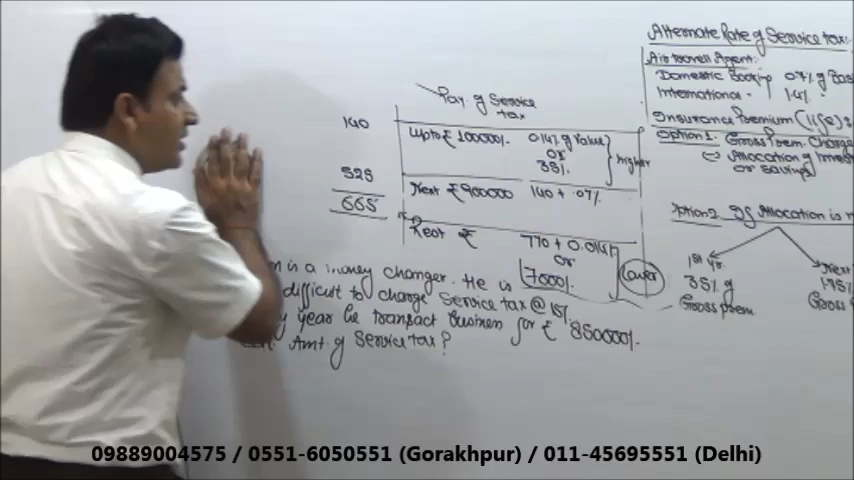 Pay. of Service
tax
140
525
665
Upto ₹ 100000/- 0.14% of Value
or
35/-
higher
Next ₹ 900000 140 + .07%
Rest ₹ 770 + 0.014%
or
7000/-
Lower
is a money changer. He is
difficult to charge Service tax @ 15%.
year he transact business for ₹ 850000/-
Amt. of Service tax?
Alternate Rate of Service tax:-
Air travell Agent:
Domestic Booking 0.7% of Bas
International 1.4%
Insurance Premium (Life):
Option 1. Gross Prem. Charge
Allocation of Invest
or savings
Option 2 If Allocation is n
1st yr.
35% of
Gross prem.
Next
1.75%
Gross
09889004575 / 0551-6050551 (Gorakhpur) / 011-45695551 (Delhi)